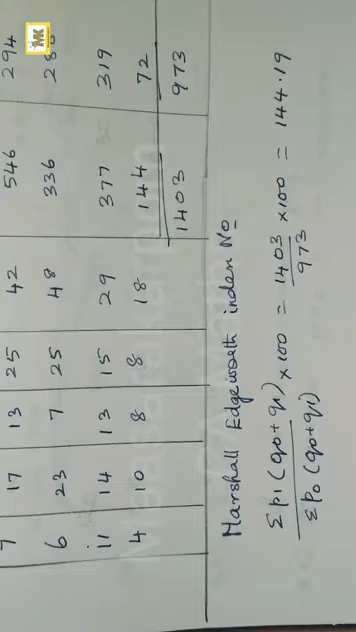 7 17 13 25 42 546 294
6 23 7 25 48 336 28
11 14 13 15 29 377 319
4 10 8 8 18 144 72
1403 973
Marshall Edgeworth inden No
Σp1(q0+q1) / Σp0(q0+q1) × 100 = 1403 / 973 × 100 = 144.19
MK